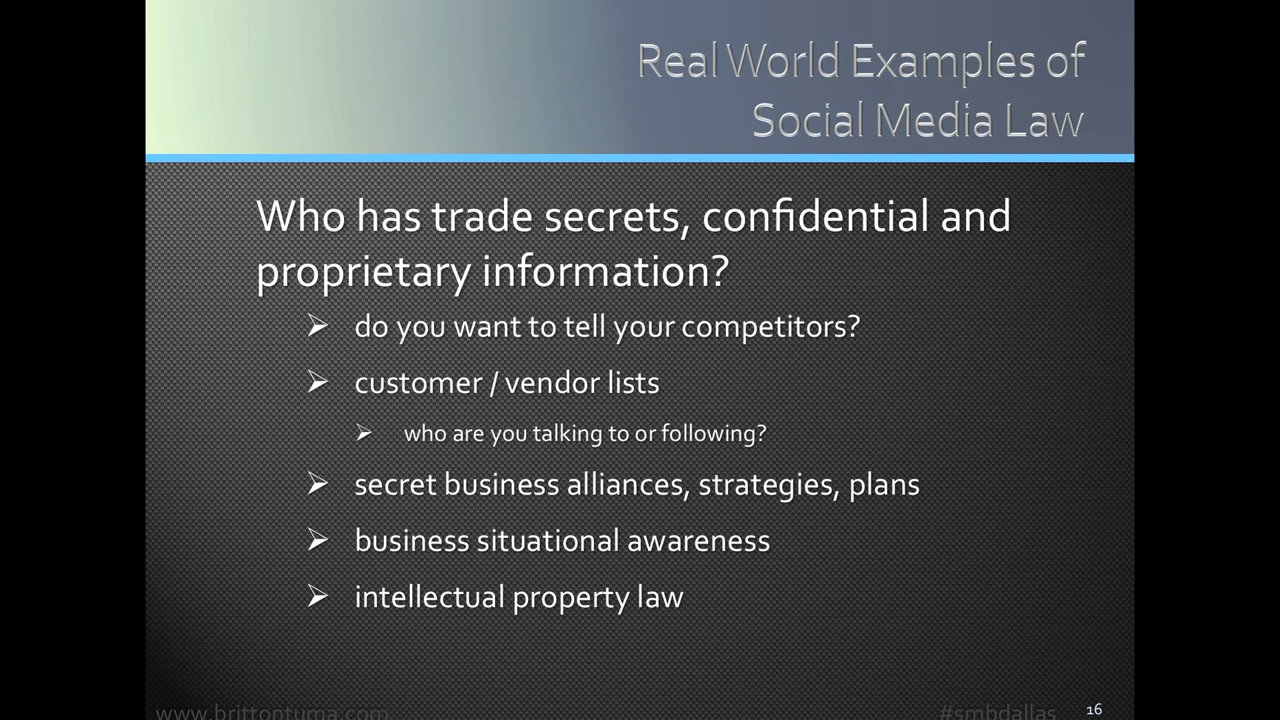 Real World Examples of
Social Media Law
Who has trade secrets, confidential and
proprietary information?
➢ do you want to tell your competitors?
➢ customer / vendor lists
➢ who are you talking to or following?
➢ secret business alliances, strategies, plans
➢ business situational awareness
➢ intellectual property law
www.brittontuma.com
#smbdallas
16